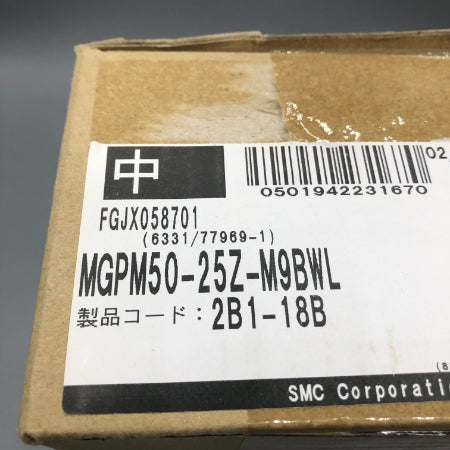 中
02
0501942231670
FGJX058701
(6331/77969-1)
MGPM50-25Z-M9BWL
製品コード: 2B1-18B
(8
SMC Corporatio